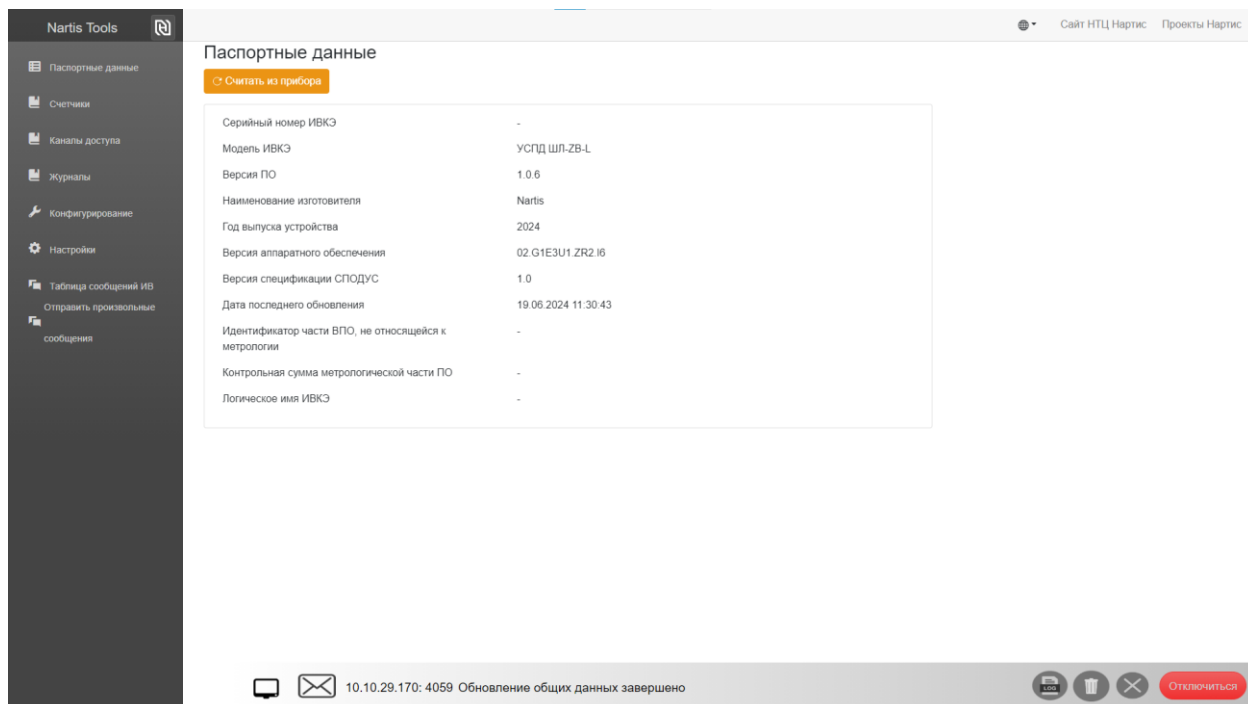 Nartis Tools
Сайт НТЦ Нартис Проекты Нартис
Паспортные данные
Счетчики
Каналы доступа
Журналы
Конфигурирование
Настройки
Таблица сообщений ИВ
Отправить произвольные
сообщения
Паспортные данные
Считать из прибора
Серийный номер ИВКЭ -
Модель ИВКЭ УСПД ШЛ-ZB-L
Версия ПО 1.0.6
Наименование изготовителя Nartis
Год выпуска устройства 2024
Версия аппаратного обеспечения 02.G1E3U1.ZR2.I6
Версия спецификации СПОДУС 1.0
Дата последнего обновления 19.06.2024 11:30:43
Идентификатор части ВПО, не относящейся к -
метрологии
Контрольная сумма метрологической части ПО -
Логическое имя ИВКЭ -
10.10.29.170: 4059 Обновление общих данных завершено
LOG
Отключиться